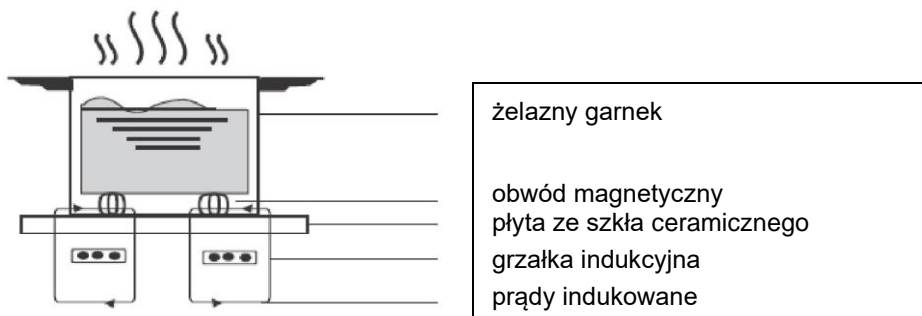 żelazny garnek
obwód magnetyczny
płyta ze szkła ceramicznego
grzałka indukcyjna
prądy indukowane